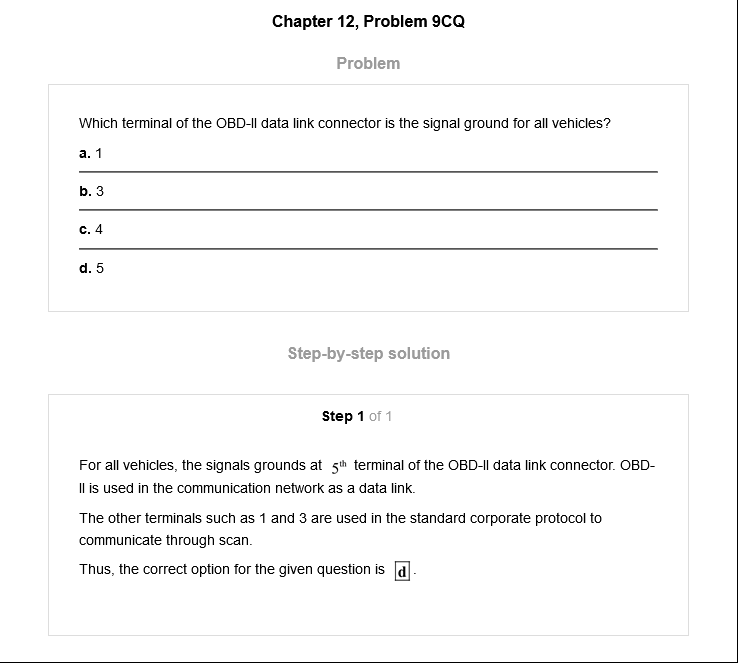 Chapter 12, Problem 9CQ
Problem
Which terminal of the OBD-II data link connector is the signal ground for all vehicles?
a. 1
b. 3
c. 4
d. 5
Step-by-step solution
Step 1 of 1
For all vehicles, the signals grounds at 5th terminal of the OBD-II data link connector. OBD-
II is used in the communication network as a data link.
The other terminals such as 1 and 3 are used in the standard corporate protocol to
communicate through scan.
Thus, the correct option for the given question is d.